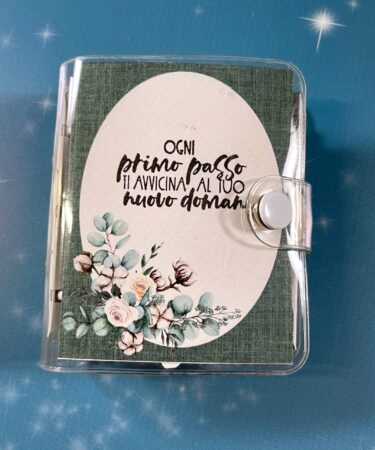 OGNI
primo passo
TI AVVICINA AL TUO
nuovo doman